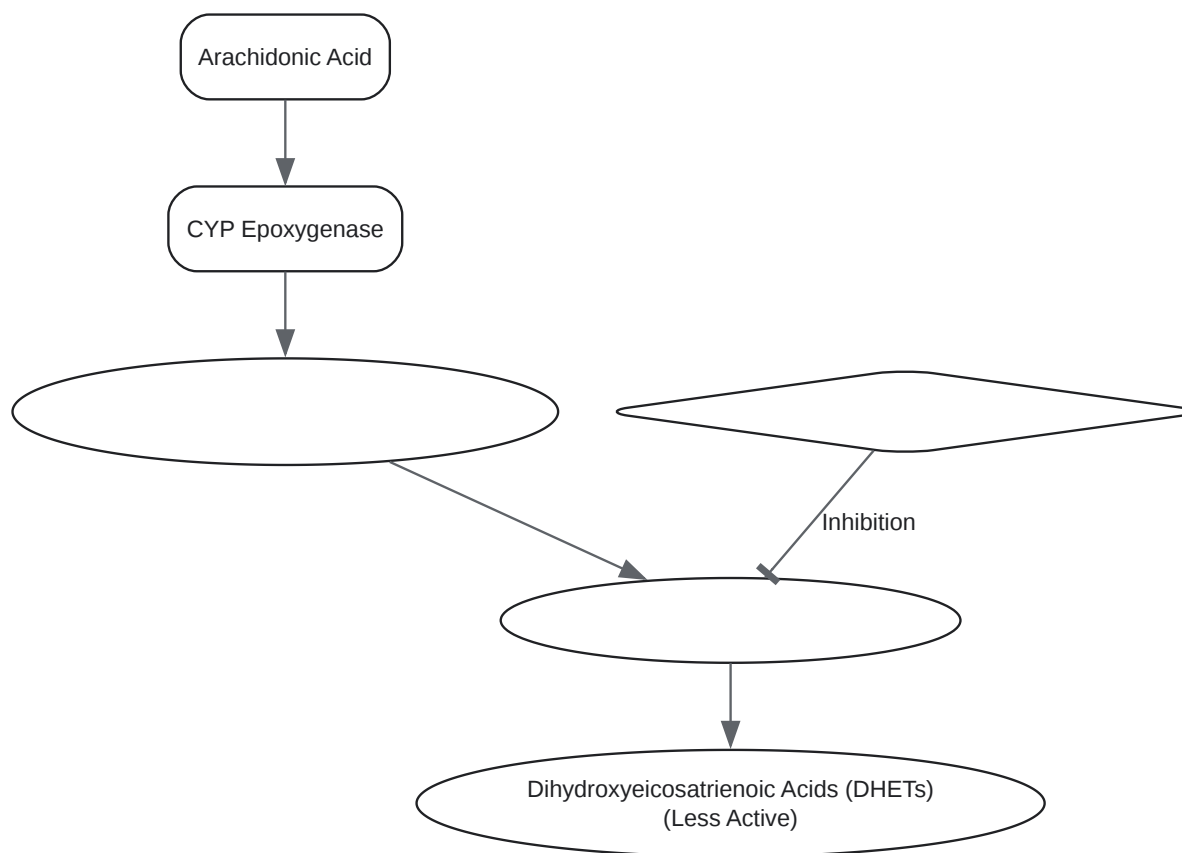 Arachidonic Acid
CYP Epoxygenase
Inhibition
Dihydroxyeicosatrienoic Acids (DHETs)
(Less Active)